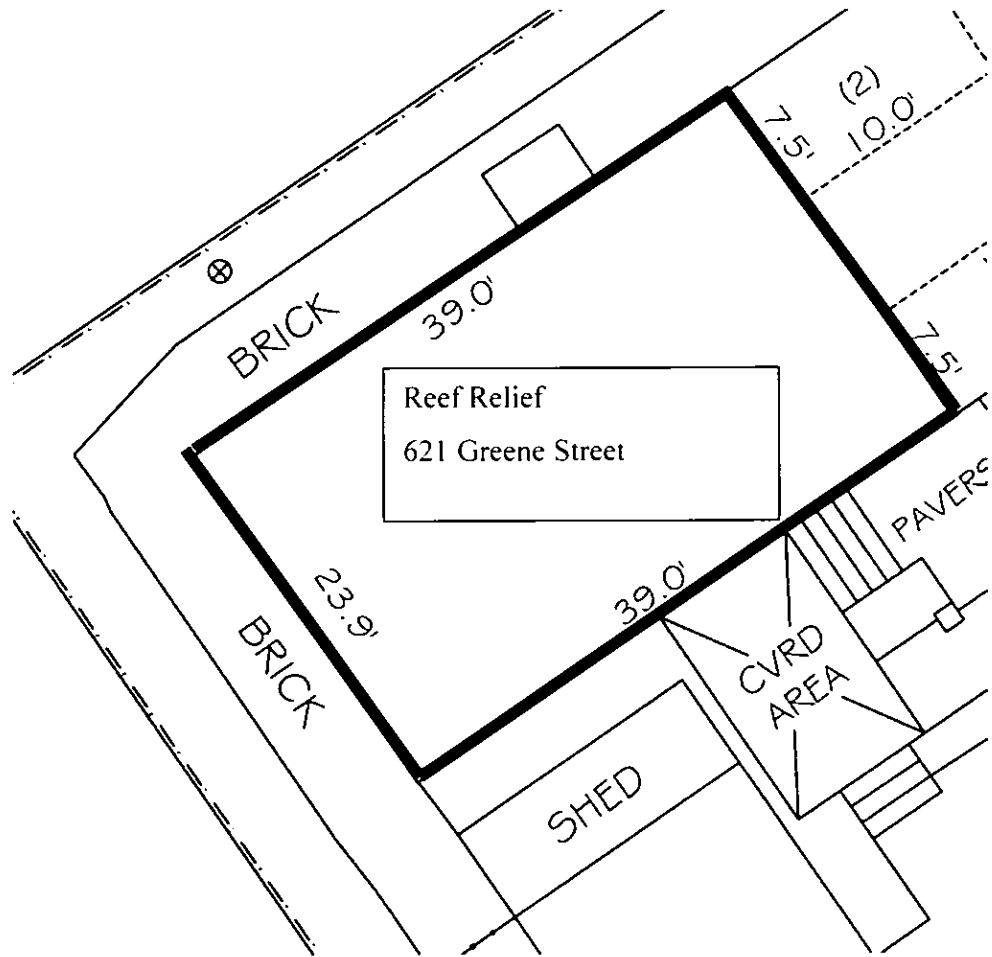 (2)
7.5'
10.0'
39.0'
BRICK
7.5'
Reef Relief
621 Greene Street
PAVERS
23.9'
39.0'
BRICK
CVRD
AREA
SHED